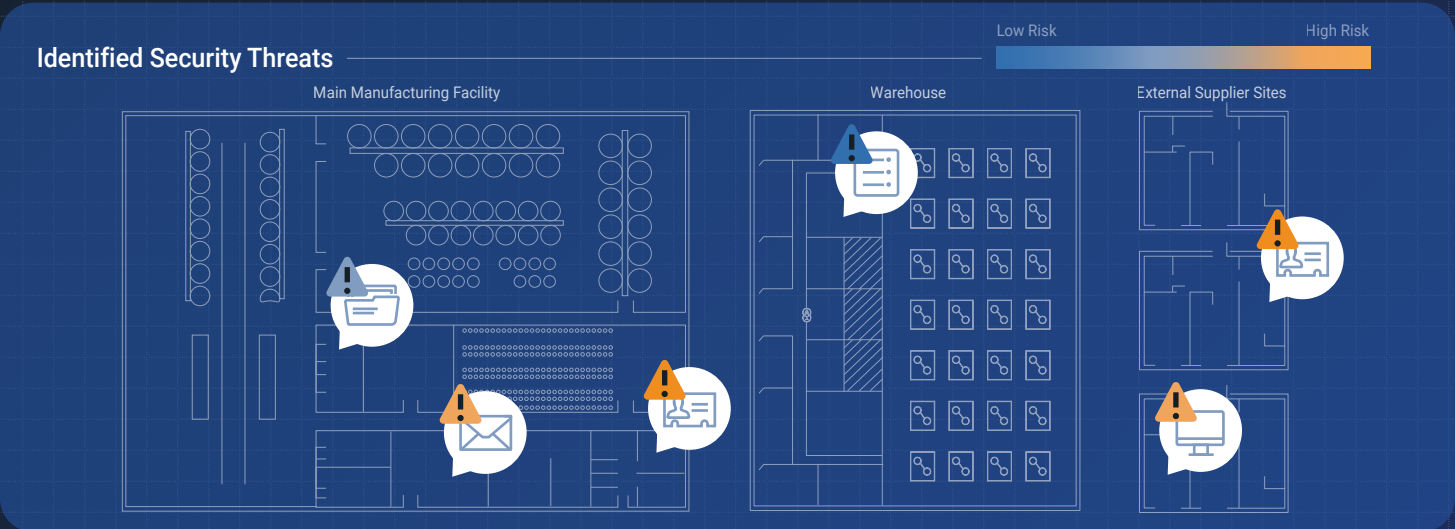 Low Risk
High Risk
Identified Security Threats
Main Manufacturing Facility
Warehouse
External Supplier Sites